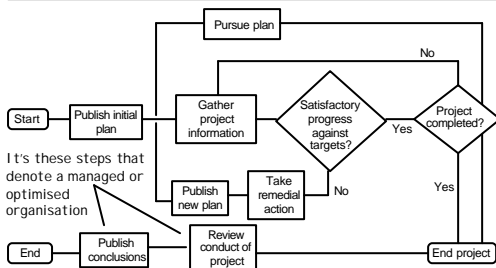 Pursue plan
No
Start
Publish initial
plan
Gather
project
information
Satisfactory
progress
against
targets?
Yes
Project
completed?
It's these steps that
denote a managed or
optimised
organisation
Publish
new plan
Take
remedial
action
No
Yes
End
Publish
conclusions
Review
conduct of
project
End project